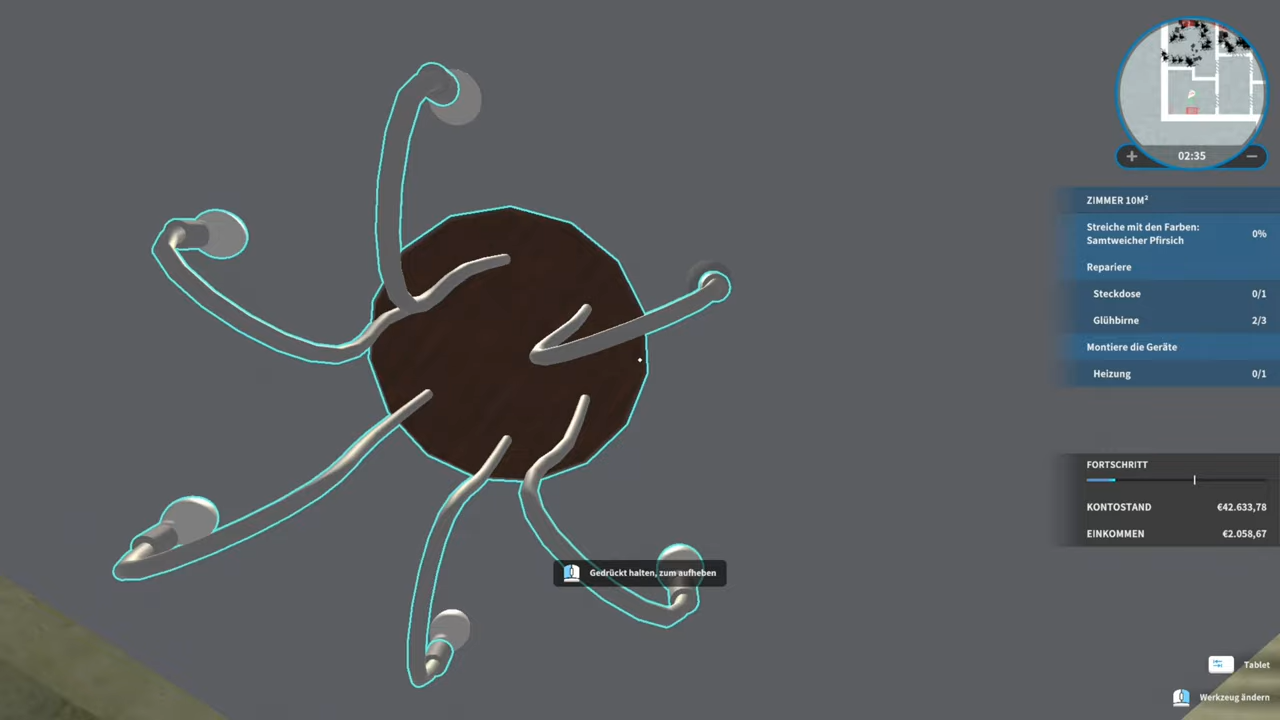 + 02:35 −
ZIMMER 10M²
Streiche mit den Farben: 0%
Samtweicher Pfirsich
Repariere
Steckdose 0/1
Glühbirne 2/3
Montiere die Geräte
Heizung 0/1
FORTSCHRITT
KONTOSTAND €42.633,78
EINKOMMEN €2.058,67
Gedrückt halten, zum aufheben
Tablet
Werkzeug ändern